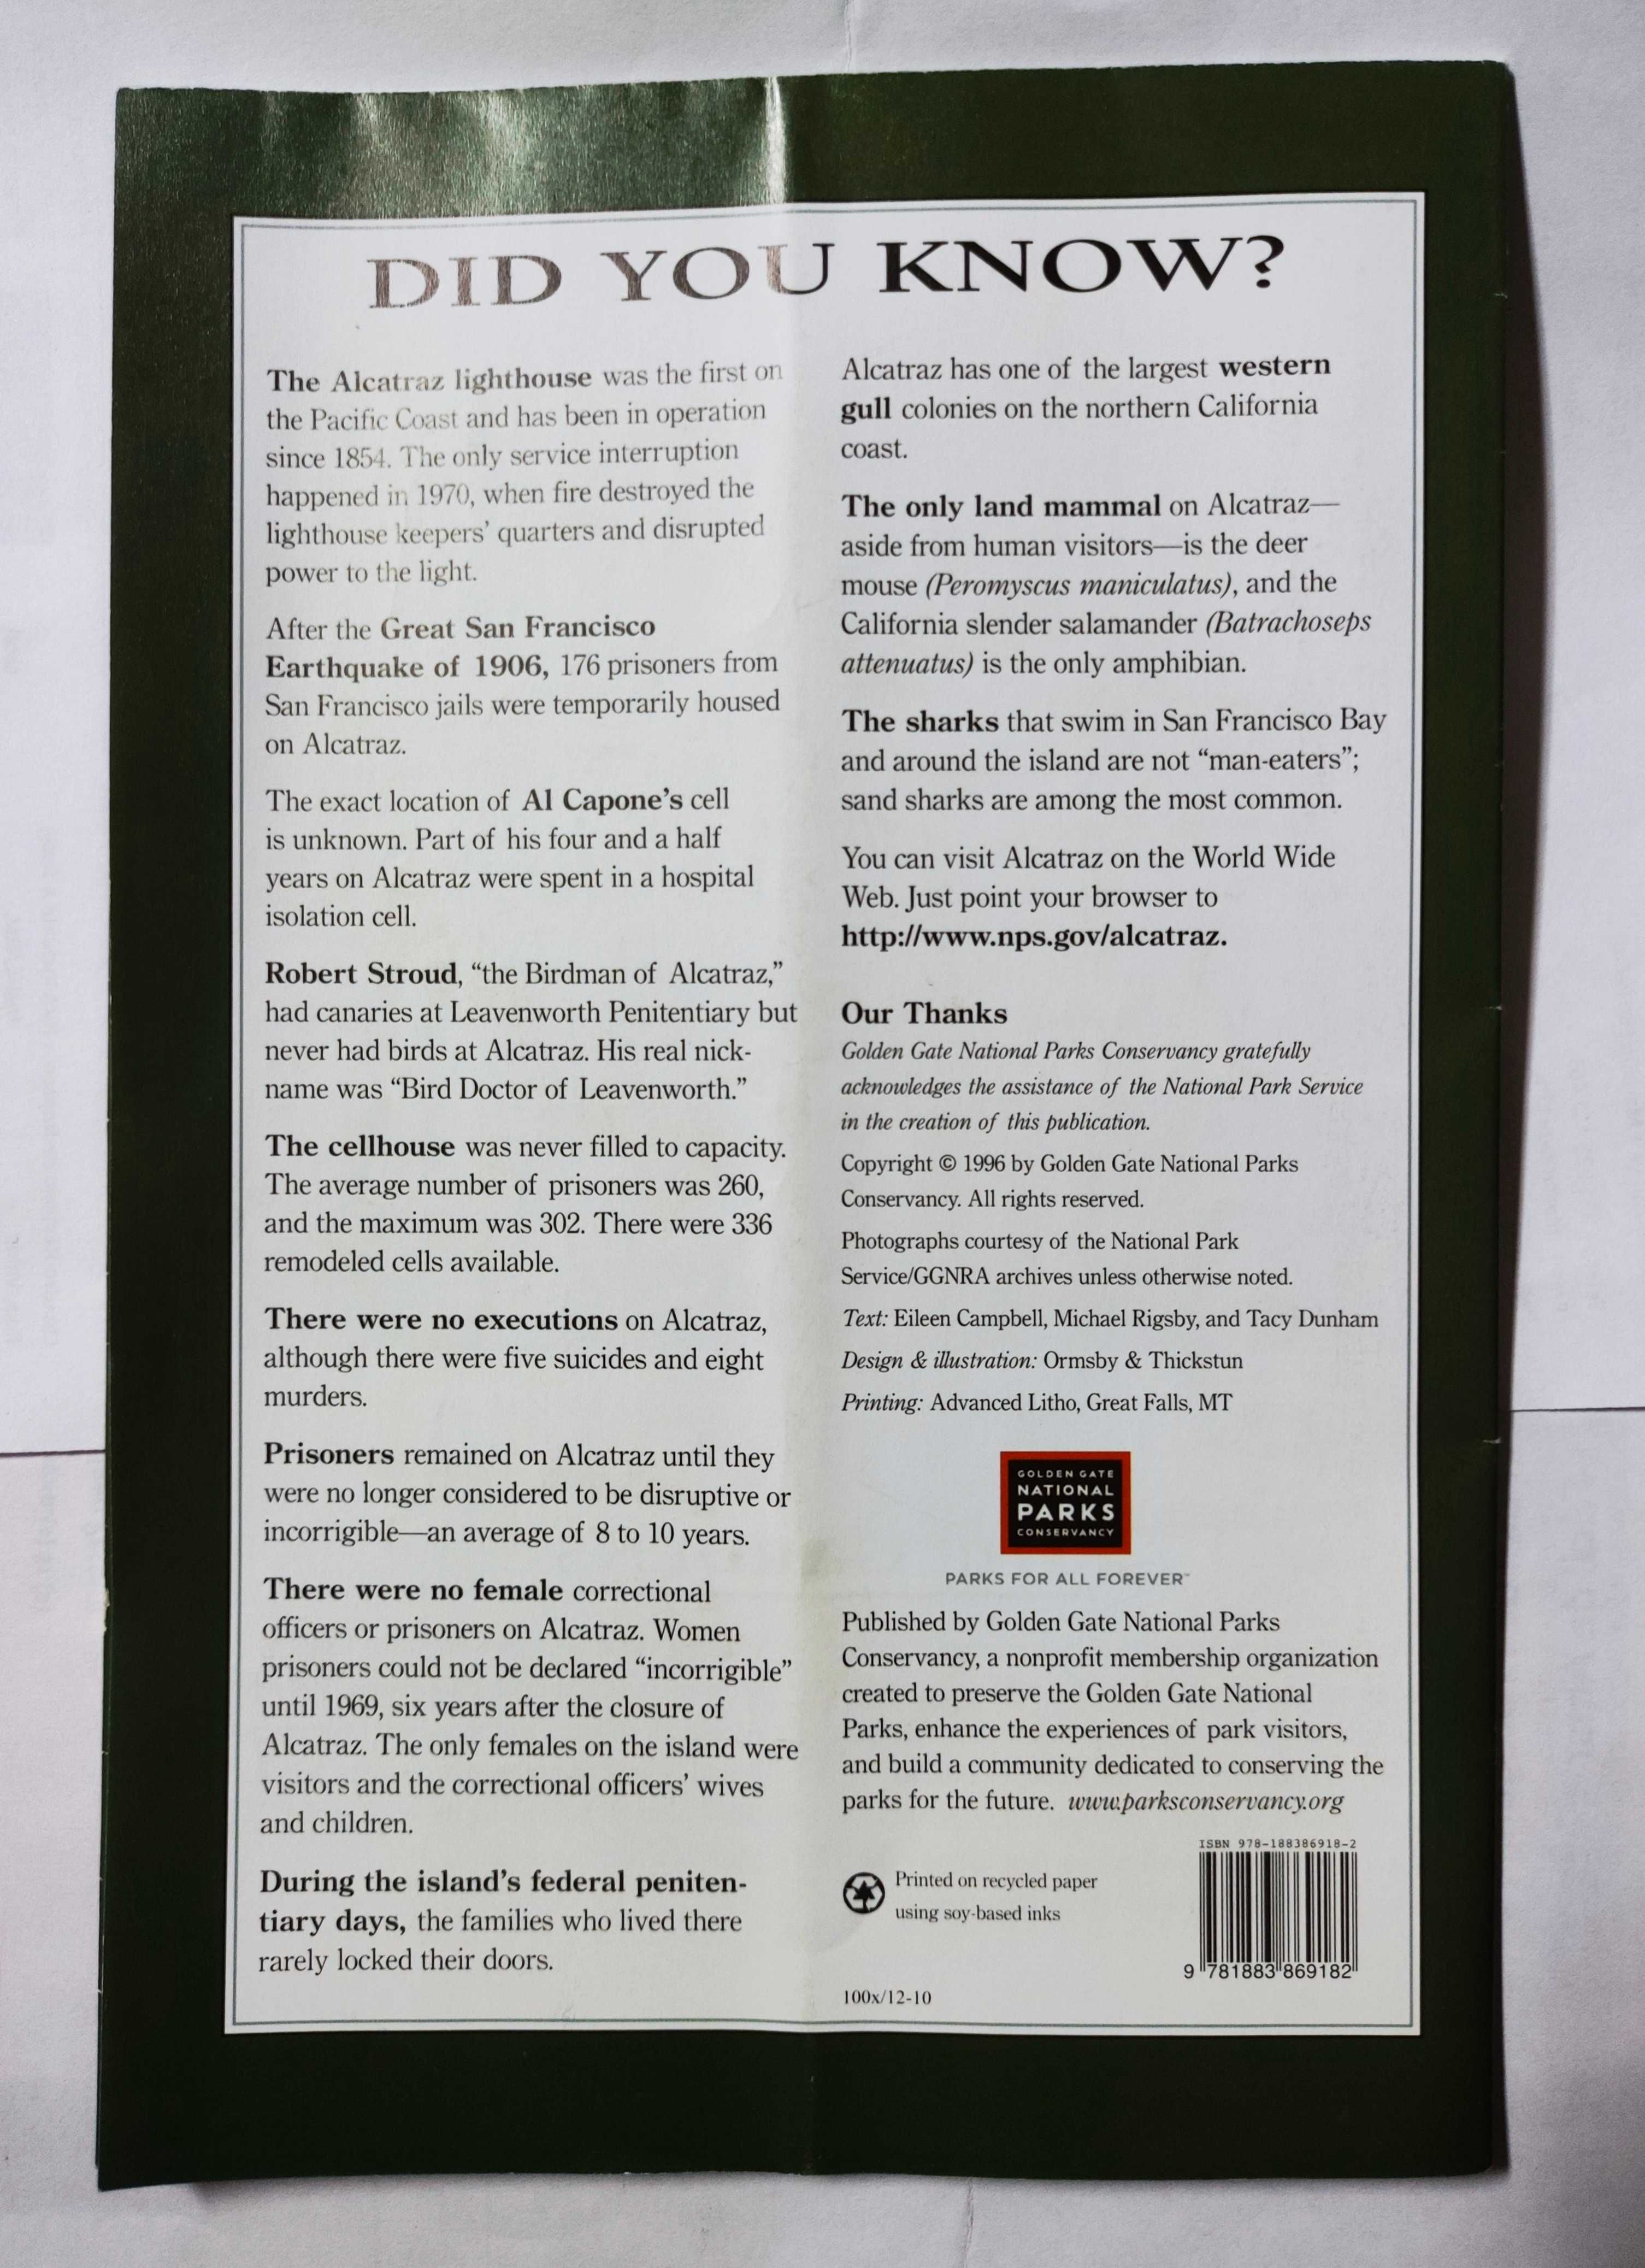 DID YOU KNOW?
The Alcatraz lighthouse was the first on
the Pacific Coast and has been in operation
since 1854. The only service interruption
happened in 1970, when fire destroyed the
lighthouse keepers' quarters and disrupted
power to the light.
After the Great San Francisco
Earthquake of 1906, 176 prisoners from
San Francisco jails were temporarily housed
on Alcatraz.
The exact location of Al Capone's cell
is unknown. Part of his four and a half
years on Alcatraz were spent in a hospital
isolation cell.
Robert Stroud, “the Birdman of Alcatraz,”
had canaries at Leavenworth Penitentiary but
never had birds at Alcatraz. His real nick-
name was “Bird Doctor of Leavenworth.”
The cellhouse was never filled to capacity.
The average number of prisoners was 260,
and the maximum was 302. There were 336
remodeled cells available.
There were no executions on Alcatraz,
although there were five suicides and eight
murders.
Prisoners remained on Alcatraz until they
were no longer considered to be disruptive or
incorrigible—an average of 8 to 10 years.
There were no female correctional
officers or prisoners on Alcatraz. Women
prisoners could not be declared “incorrigible”
until 1969, six years after the closure of
Alcatraz. The only females on the island were
visitors and the correctional officers' wives
and children.
During the island's federal peniten-
tiary days, the families who lived there
rarely locked their doors.
Alcatraz has one of the largest western
gull colonies on the northern California
coast.
The only land mammal on Alcatraz—
aside from human visitors—is the deer
mouse (Peromyscus maniculatus), and the
California slender salamander (Batrachoseps
attenuatus) is the only amphibian.
The sharks that swim in San Francisco Bay
and around the island are not “man-eaters”;
sand sharks are among the most common.
You can visit Alcatraz on the World Wide
Web. Just point your browser to
http://www.nps.gov/alcatraz.
Our Thanks
Golden Gate National Parks Conservancy gratefully
acknowledges the assistance of the National Park Service
in the creation of this publication.
Copyright © 1996 by Golden Gate National Parks
Conservancy. All rights reserved.
Photographs courtesy of the National Park
Service/GGNRA archives unless otherwise noted.
Text: Eileen Campbell, Michael Rigsby, and Tacy Dunham
Design & illustration: Ormsby & Thickstun
Printing: Advanced Litho, Great Falls, MT
GOLDEN GATE
NATIONAL
PARKS
CONSERVANCY
PARKS FOR ALL FOREVER™
Published by Golden Gate National Parks
Conservancy, a nonprofit membership organization
created to preserve the Golden Gate National
Parks, enhance the experiences of park visitors,
and build a community dedicated to conserving the
parks for the future. www.parksconservancy.org
ISBN 978-188386918-2
Printed on recycled paper
using soy-based inks
9 781883 869182
100x/12-10